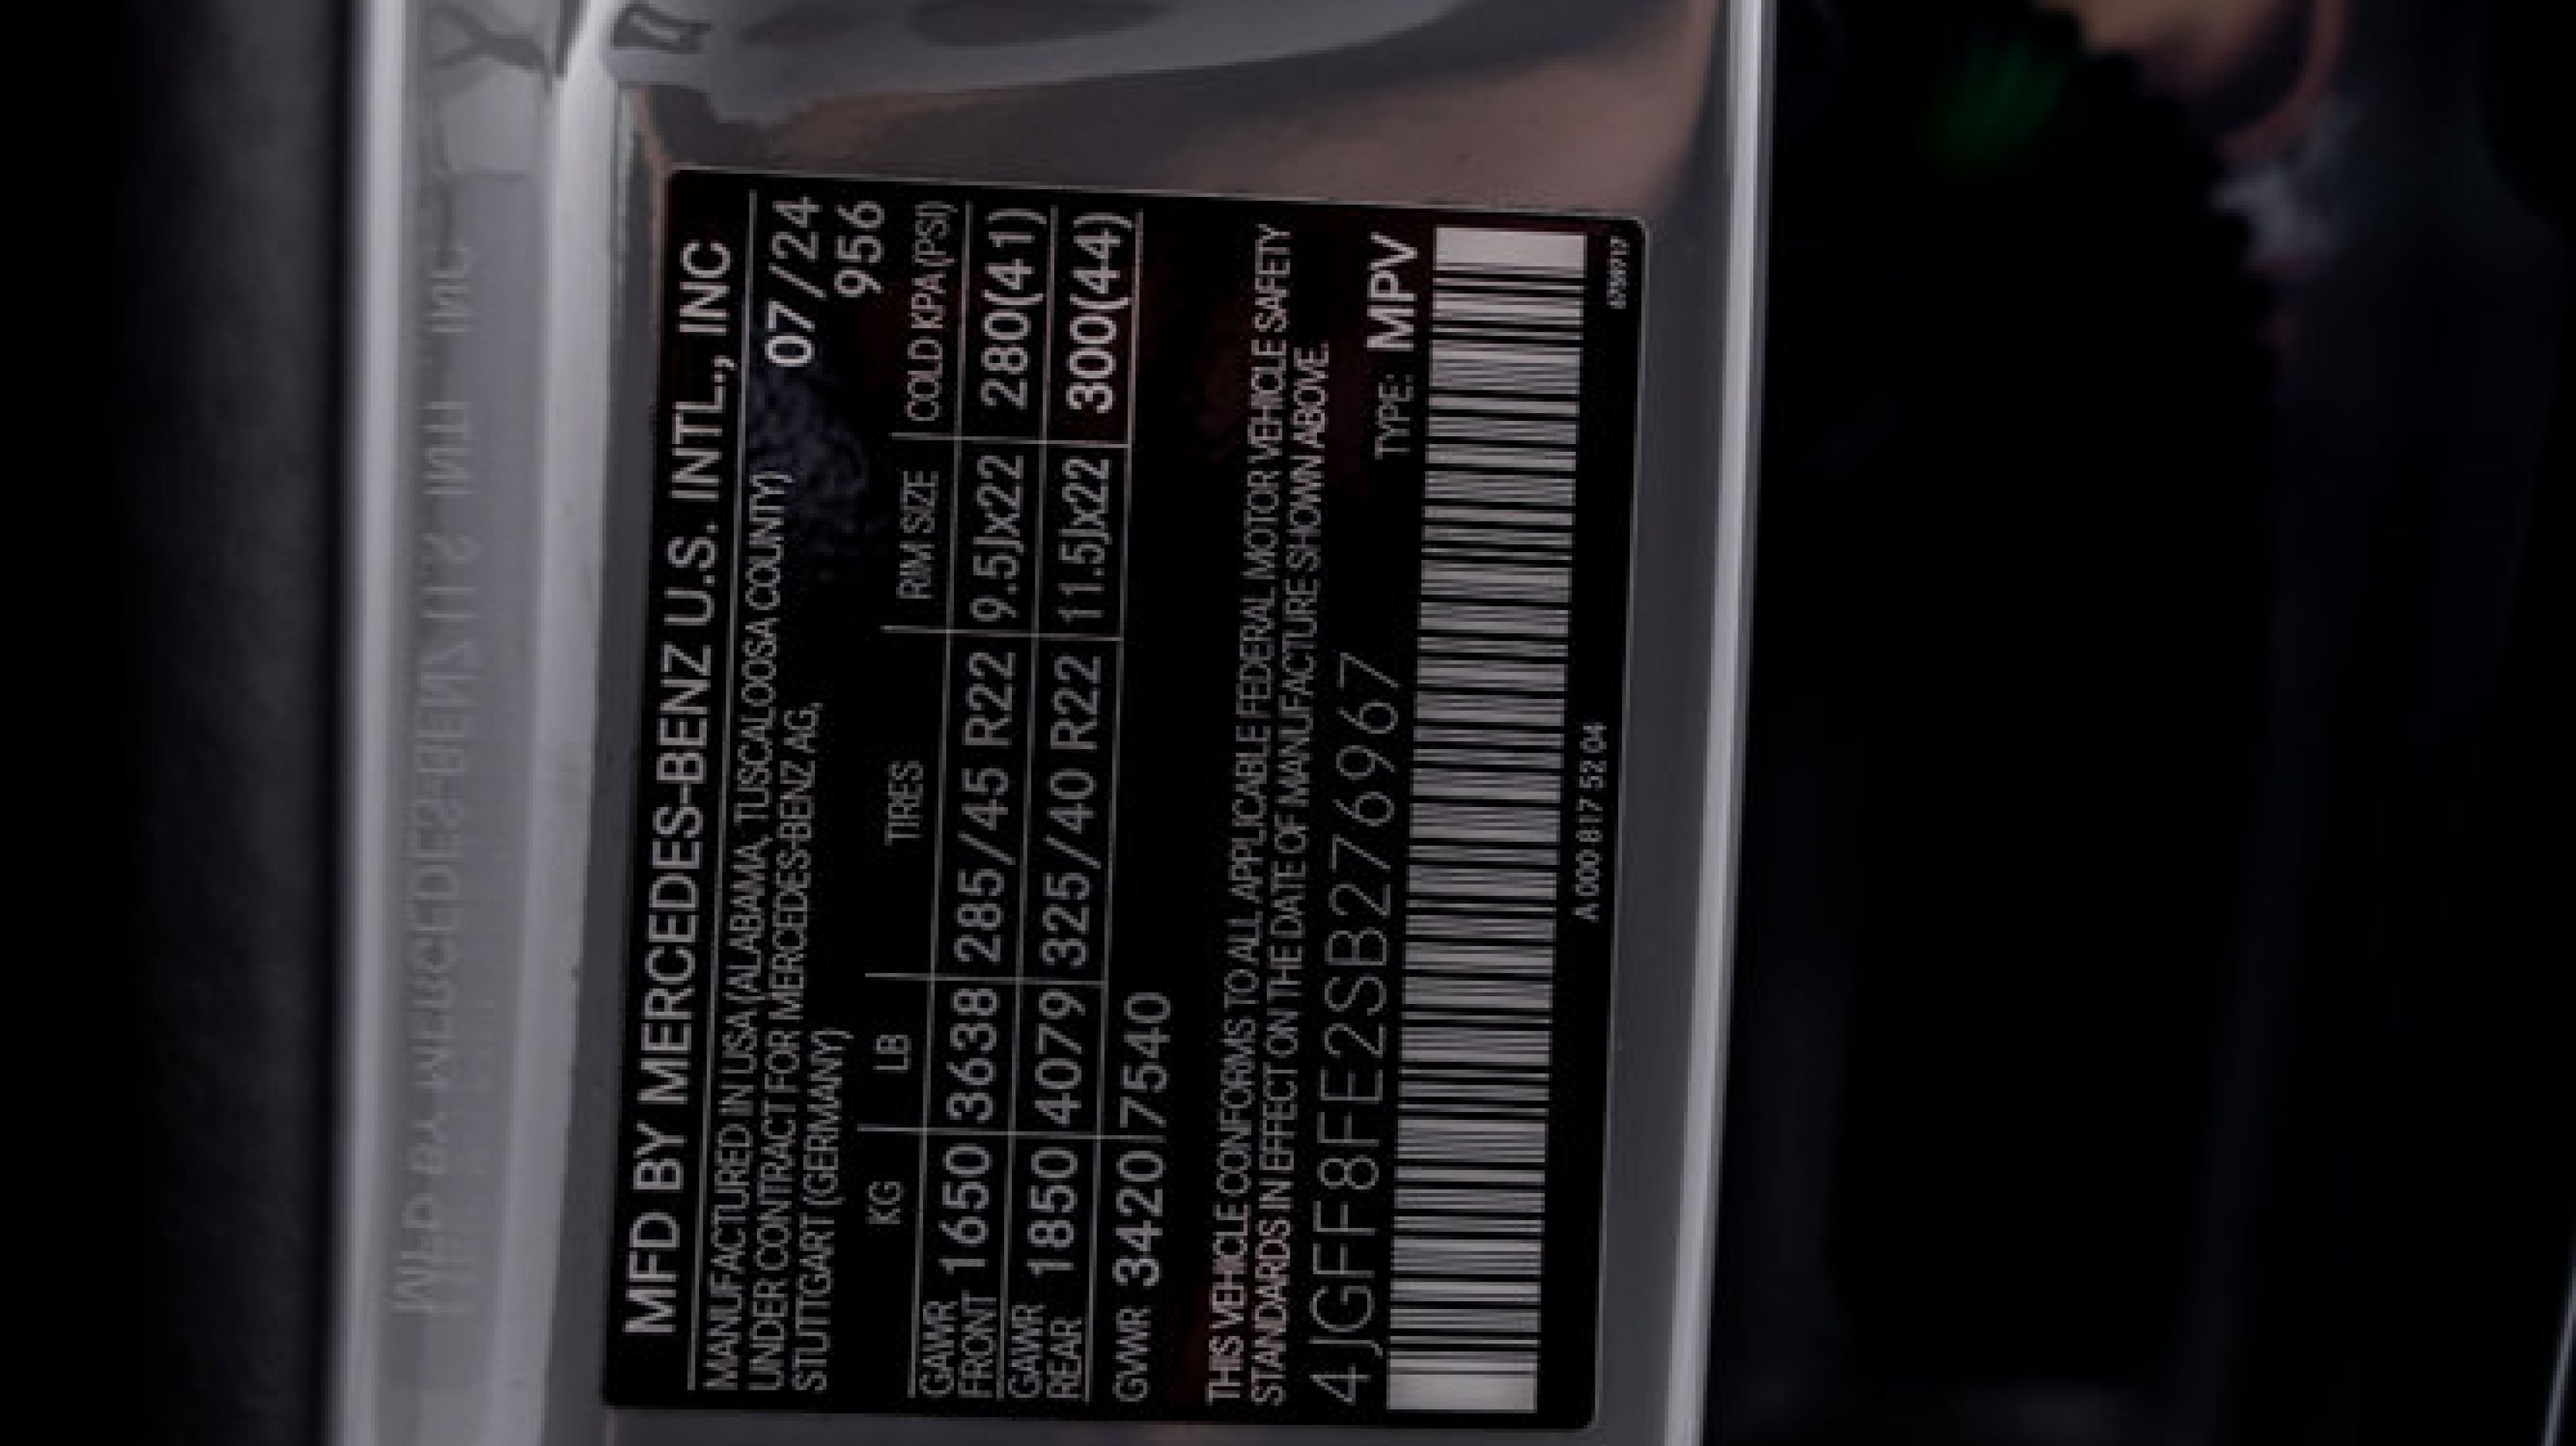 MFD BY MERCEDES-BENZ U.S. INTL., INC
MANUFACTURED IN USA (ALABAMA, TUSCALOOSA COUNTY) 07/24
UNDER CONTRACT FOR MERCEDES-BENZ AG, 956
STUTTGART (GERMANY)
KG LB TIRES RIM SIZE COLD KPA (PSI)
GAWR FRONT 1650 3638 285/45 R22 9.5Jx22 280(41)
GAWR REAR 1850 4079 325/40 R22 11.5Jx22 300(44)
GVWR 3420 7540
THIS VEHICLE CONFORMS TO ALL APPLICABLE FEDERAL MOTOR VEHICLE SAFETY
STANDARDS IN EFFECT ON THE DATE OF MANUFACTURE SHOWN ABOVE.
4JGFF8FE2SB276967 TYPE: MPV
A 000 817 52 04